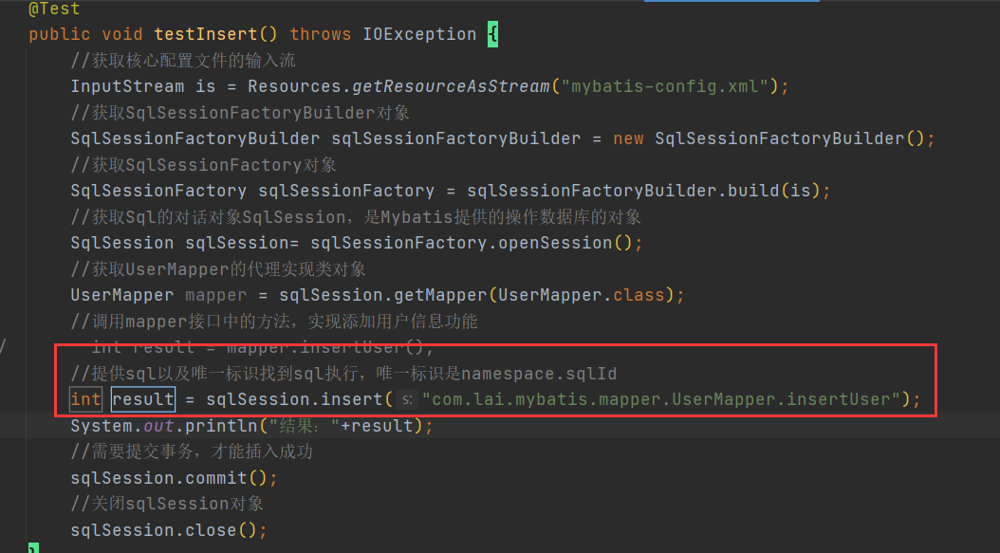 @Test
public void testInsert() throws IOException {
//获取核心配置文件的输入流
InputStream is = Resources.getResourceAsStream("mybatis-config.xml");
//获取SqlSessionFactoryBuilder对象
SqlSessionFactoryBuilder sqlSessionFactoryBuilder = new SqlSessionFactoryBuilder();
//获取SqlSessionFactory对象
SqlSessionFactory sqlSessionFactory = sqlSessionFactoryBuilder.build(is);
//获取Sql的对话对象SqlSession，是Mybatis提供的操作数据库的对象
SqlSession sqlSession= sqlSessionFactory.openSession();
//获取UserMapper的代理实现类对象
UserMapper mapper = sqlSession.getMapper(UserMapper.class);
//调用mapper接口中的方法，实现添加用户信息功能
/ int result = mapper.insertUser();
//提供sql以及唯一标识找到sql执行，唯一标识是namespace.sqlId
int result = sqlSession.insert( s: "com.lai.mybatis.mapper.UserMapper.insertUser");
System.out.println("结果："+result);
//需要提交事务，才能插入成功
sqlSession.commit();
//关闭sqlSession对象
sqlSession.close();
}